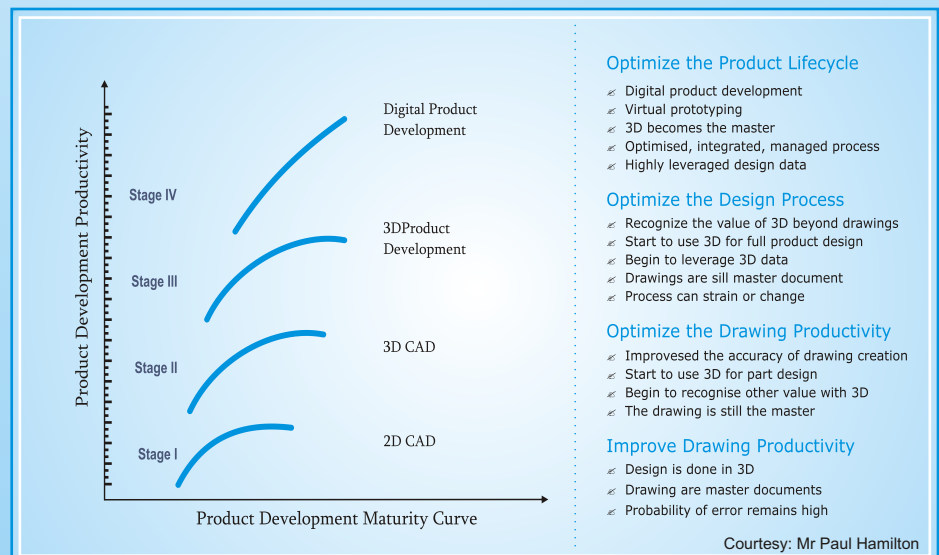 Product Development Productivity
Stage IV
Digital Product
Development
Stage III
3DProduct
Development
Stage II
3D CAD
Stage I
2D CAD
Product Development Maturity Curve
Optimize the Product Lifecycle
Digital product development
Virtual prototyping
3D becomes the master
Optimised, integrated, managed process
Highly leveraged design data
Optimize the Design Process
Recognize the value of 3D beyond drawings
Start to use 3D for full product design
Begin to leverage 3D data
Drawings are sill master document
Process can strain or change
Optimize the Drawing Productivity
Improvesed the accuracy of drawing creation
Start to use 3D for part design
Begin to recognise other value with 3D
The drawing is still the master
Improve Drawing Productivity
Design is done in 3D
Drawing are master documents
Probability of error remains high
Courtesy: Mr Paul Hamilton